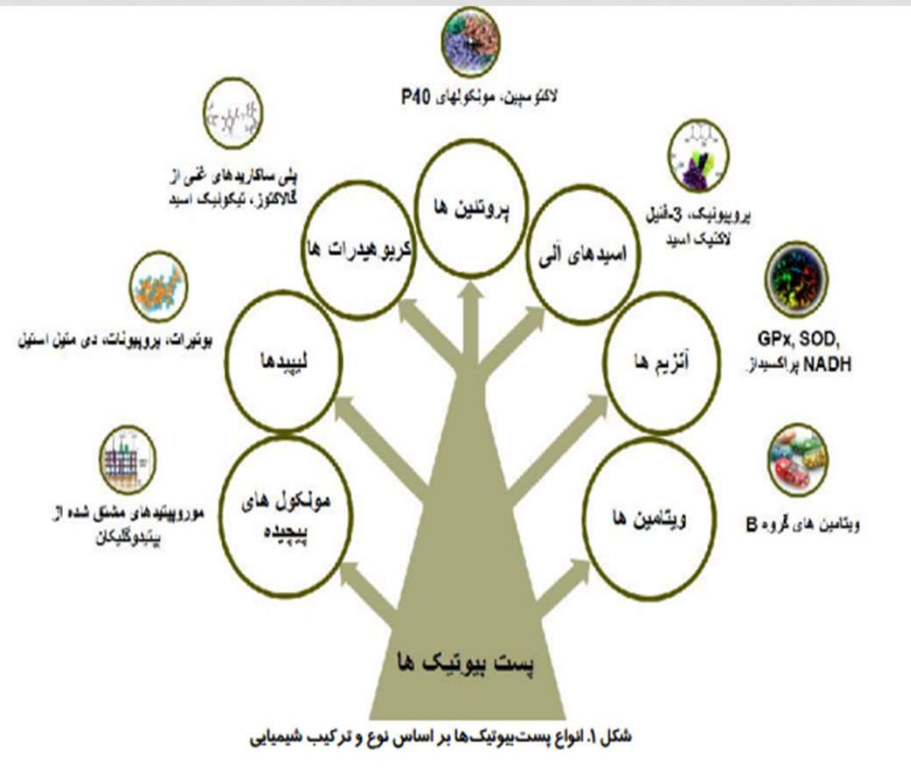 لاکتوسپین، مولکولهای P40
پروتئین ها
پلی ساکاریدهای غنی از
گالاکتوز، تیکوئیک اسید
کربوهیدرات ها
پروپیونیک، 3-فنیل
لاکتیک اسید
اسیدهای آلی
بوتیرات، پروپیونات، دی متیل استیل
لیپیدها
GPx, SOD,
NADH پراکسیداز.
آنزیم ها
موروپپتیدهای مشتق شده از
پپتیدوگلیکان
مولکول های
پیچیده
ویتامین های گروه B
ویتامین ها
پست بیوتیک ها
شکل ۱. انواع پست‌بیوتیک‌ها بر اساس نوع و ترکیب شیمیایی